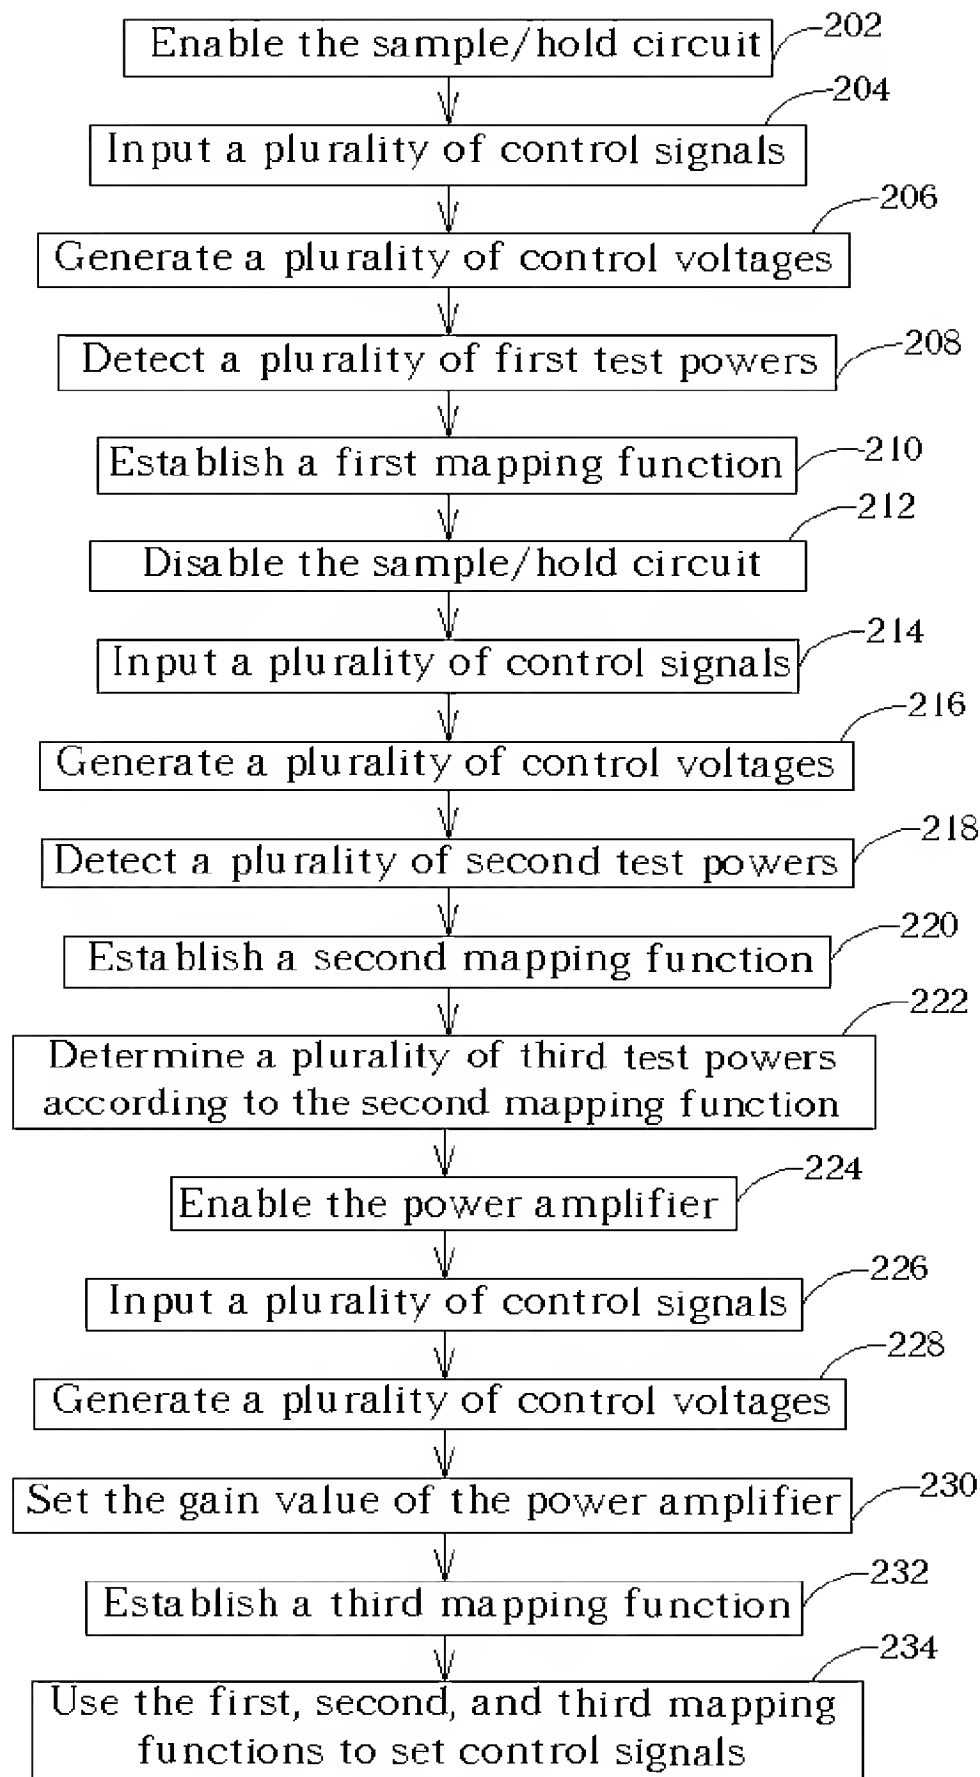 Enable the sample/hold circuit
202
204
Input a plurality of control signals
206
Generate a plurality of control voltages
208
Detect a plurality of first test powers
210
Establish a first mapping function
212
Disable the sample/hold circuit
214
Input a plurality of control signals
216
Generate a plurality of control voltages
218
Detect a plurality of second test powers
220
Establish a second mapping function
222
Determine a plurality of third test powers
according to the second mapping function
224
Enable the power amplifier
226
Input a plurality of control signals
228
Generate a plurality of control voltages
230
Set the gain value of the power amplifier
232
Establish a third mapping function
234
Use the first, second, and third mapping
functions to set control signals